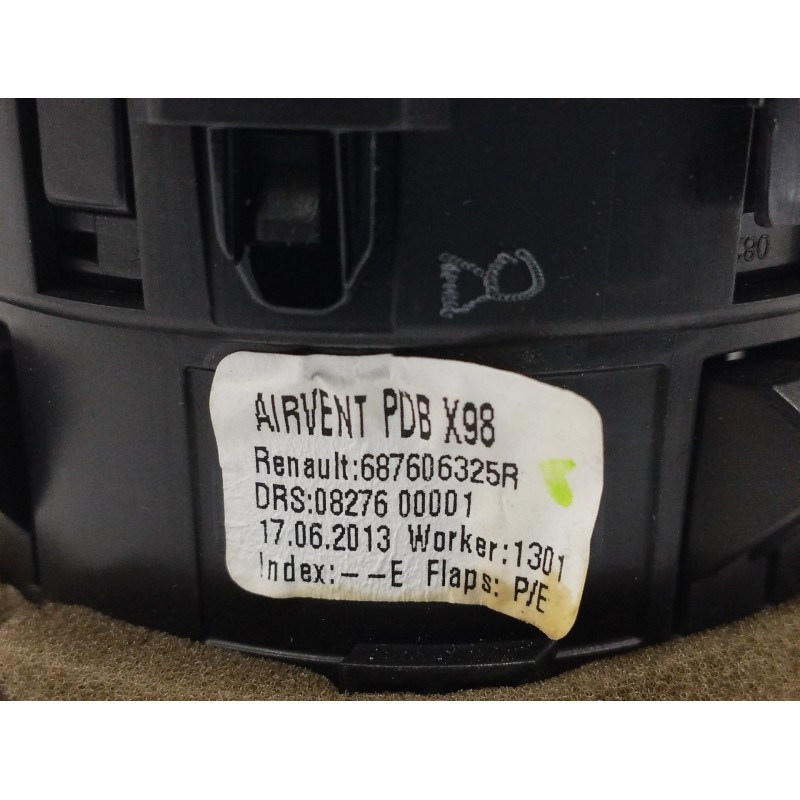 AIRVENT PDB X98
Renault:687606325R
DRS:08276 00001
17.06.2013 Worker:1301
Index:--E Flaps: P/E